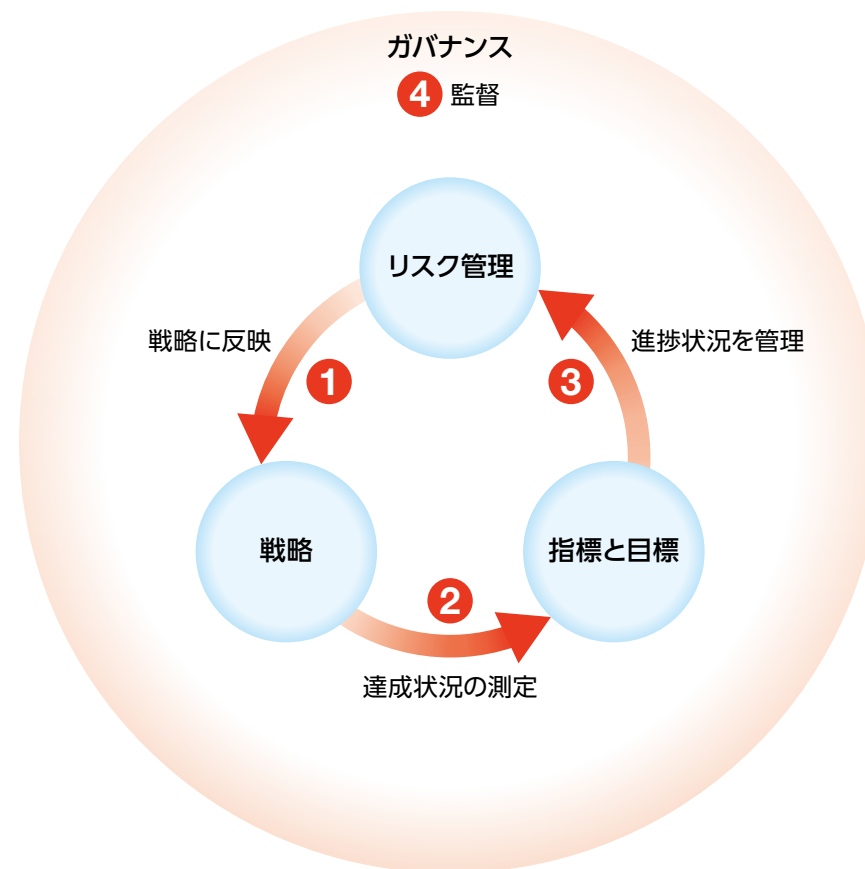 ガバナンス
4 監督
リスク管理
戦略に反映
1
進捗状況を管理
3
戦略
指標と目標
2
達成状況の測定